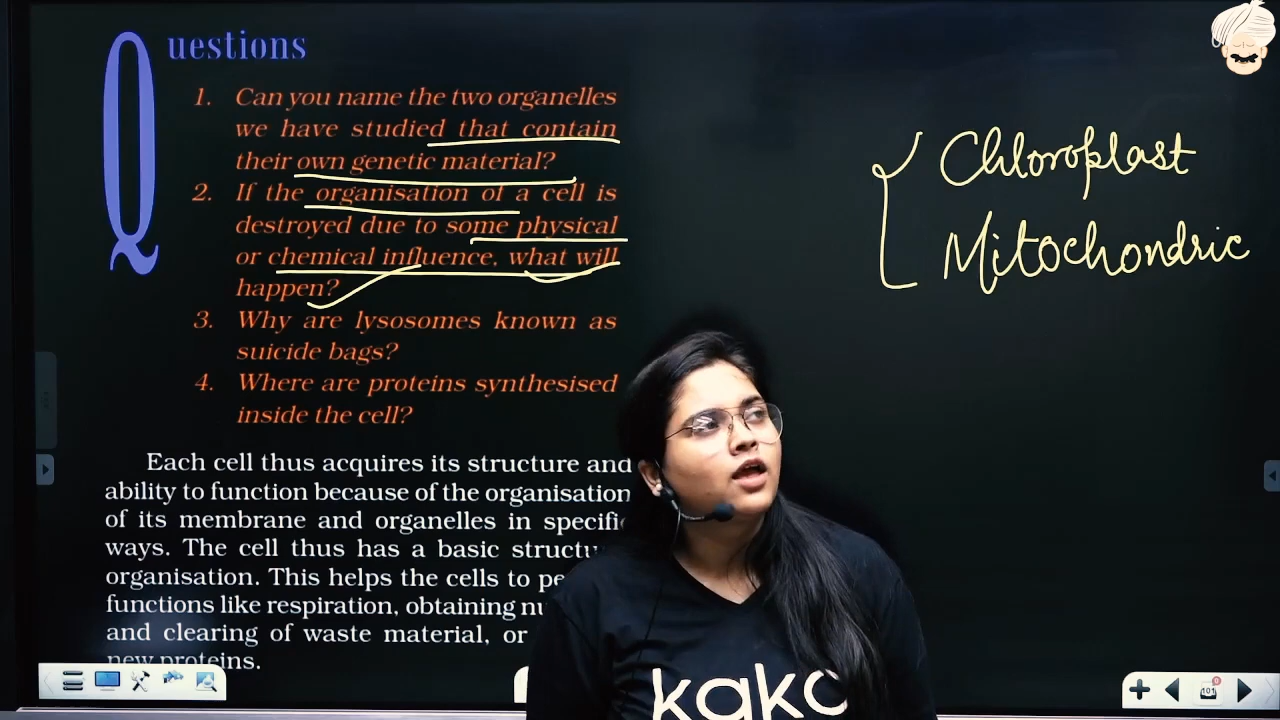 Questions
1. Can you name the two organelles
we have studied that contain
their own genetic material?
2. If the organisation of a cell is
destroyed due to some physical
or chemical influence, what will
happen?
3. Why are lysosomes known as
suicide bags?
4. Where are proteins synthesised
inside the cell?
Each cell thus acquires its structure and
ability to function because of the organisation
of its membrane and organelles in specific
ways. The cell thus has a basic
organisation. This helps the cells to
functions like respiration, obtaining
and clearing of waste material, or
new proteins.
Chloroplast
Mitochondric
101